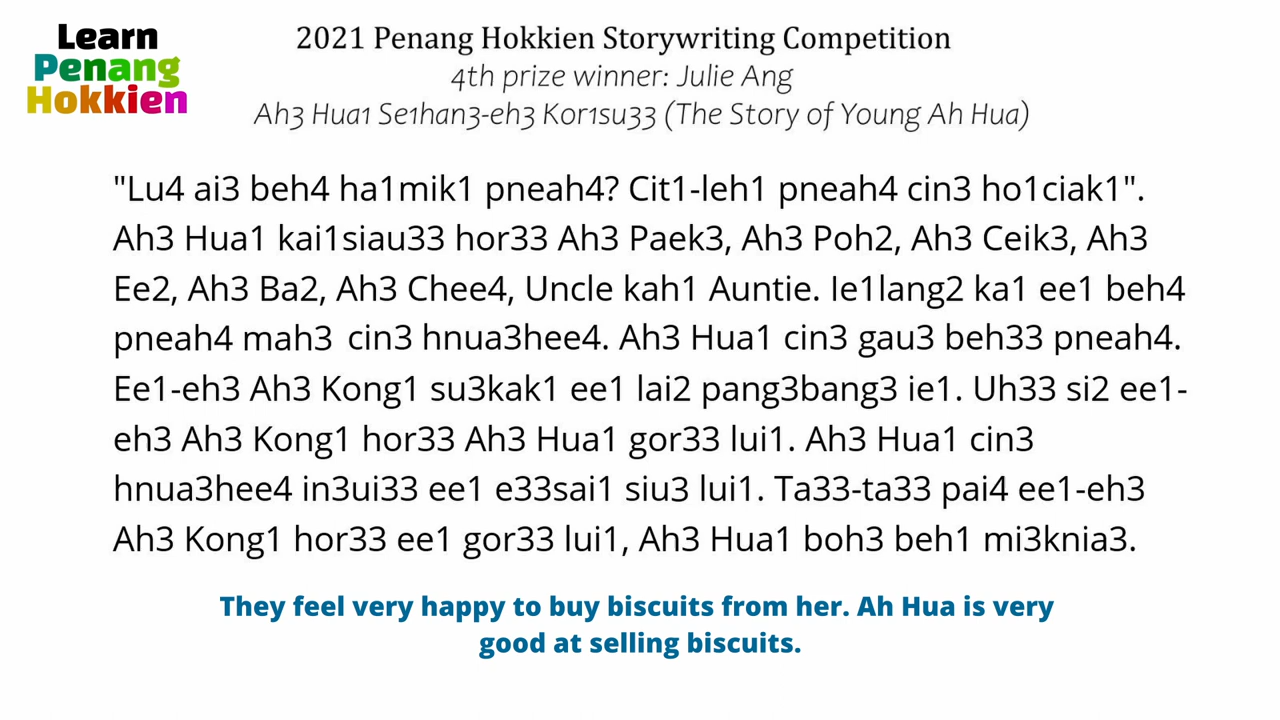 Learn
Penang
Hokkien
2021 Penang Hokkien Storywriting Competition
4th prize winner: Julie Ang
Ah3 Hua1 Se1han3-eh3 Kor1su33 (The Story of Young Ah Hua)
"Lu4 ai3 beh4 ha1mik1 pneah4? Cit1-leh1 pneah4 cin3 ho1ciak1".
Ah3 Hua1 kai1siau33 hor33 Ah3 Paek3, Ah3 Poh2, Ah3 Ceik3, Ah3
Ee2, Ah3 Ba2, Ah3 Chee4, Uncle kah1 Auntie. Ie1lang2 ka1 ee1 beh4
pneah4 mah3 cin3 hnua3hee4. Ah3 Hua1 cin3 gau3 beh33 pneah4.
Ee1-eh3 Ah3 Kong1 su3kak1 ee1 lai2 pang3bang3 ie1. Uh33 si2 ee1-
eh3 Ah3 Kong1 hor33 Ah3 Hua1 gor33 lui1. Ah3 Hua1 cin3
hnua3hee4 in3ui33 ee1 e33sai1 siu3 lui1. Ta33-ta33 pai4 ee1-eh3
Ah3 Kong1 hor33 ee1 gor33 lui1, Ah3 Hua1 boh3 beh1 mi3knia3.
They feel very happy to buy biscuits from her. Ah Hua is very
good at selling biscuits.